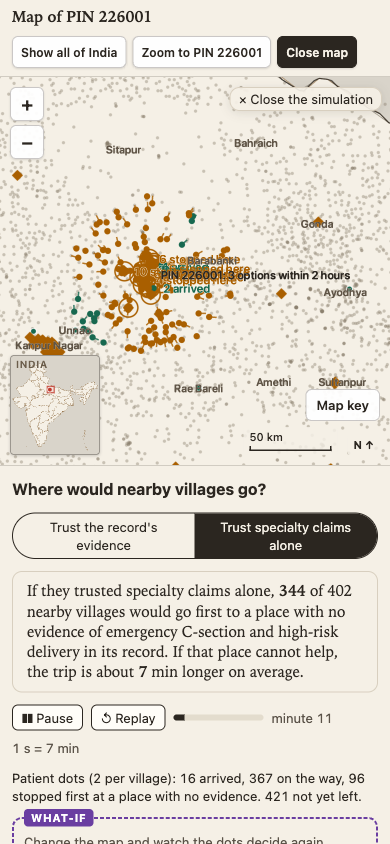 Map of PIN 226001
Show all of India
Zoom to PIN 226001
Close map
+
× Close the simulation
−
Sitapur
Bahraich
Gonda
Barabanki
PIN 226001: 3 options within 2 hours
arrived
Ayodhya
Unnao
Kanpur Nagar
INDIA
Rae Bareli
Amethi
Sultanpur
Map key
50 km
N ↑
Where would nearby villages go?
Trust the record's
evidence
Trust specialty claims
alone
If they trusted specialty claims alone, 344 of 402
nearby villages would go first to a place with no
evidence of emergency C-section and high-risk
delivery in its record. If that place cannot help,
the trip is about 7 min longer on average.
Pause
Replay
minute 11
1 s = 7 min
Patient dots (2 per village): 16 arrived, 367 on the way, 96
stopped first at a place with no evidence. 421 not yet left.
WHAT-IF
Change the map and watch the dots decide again